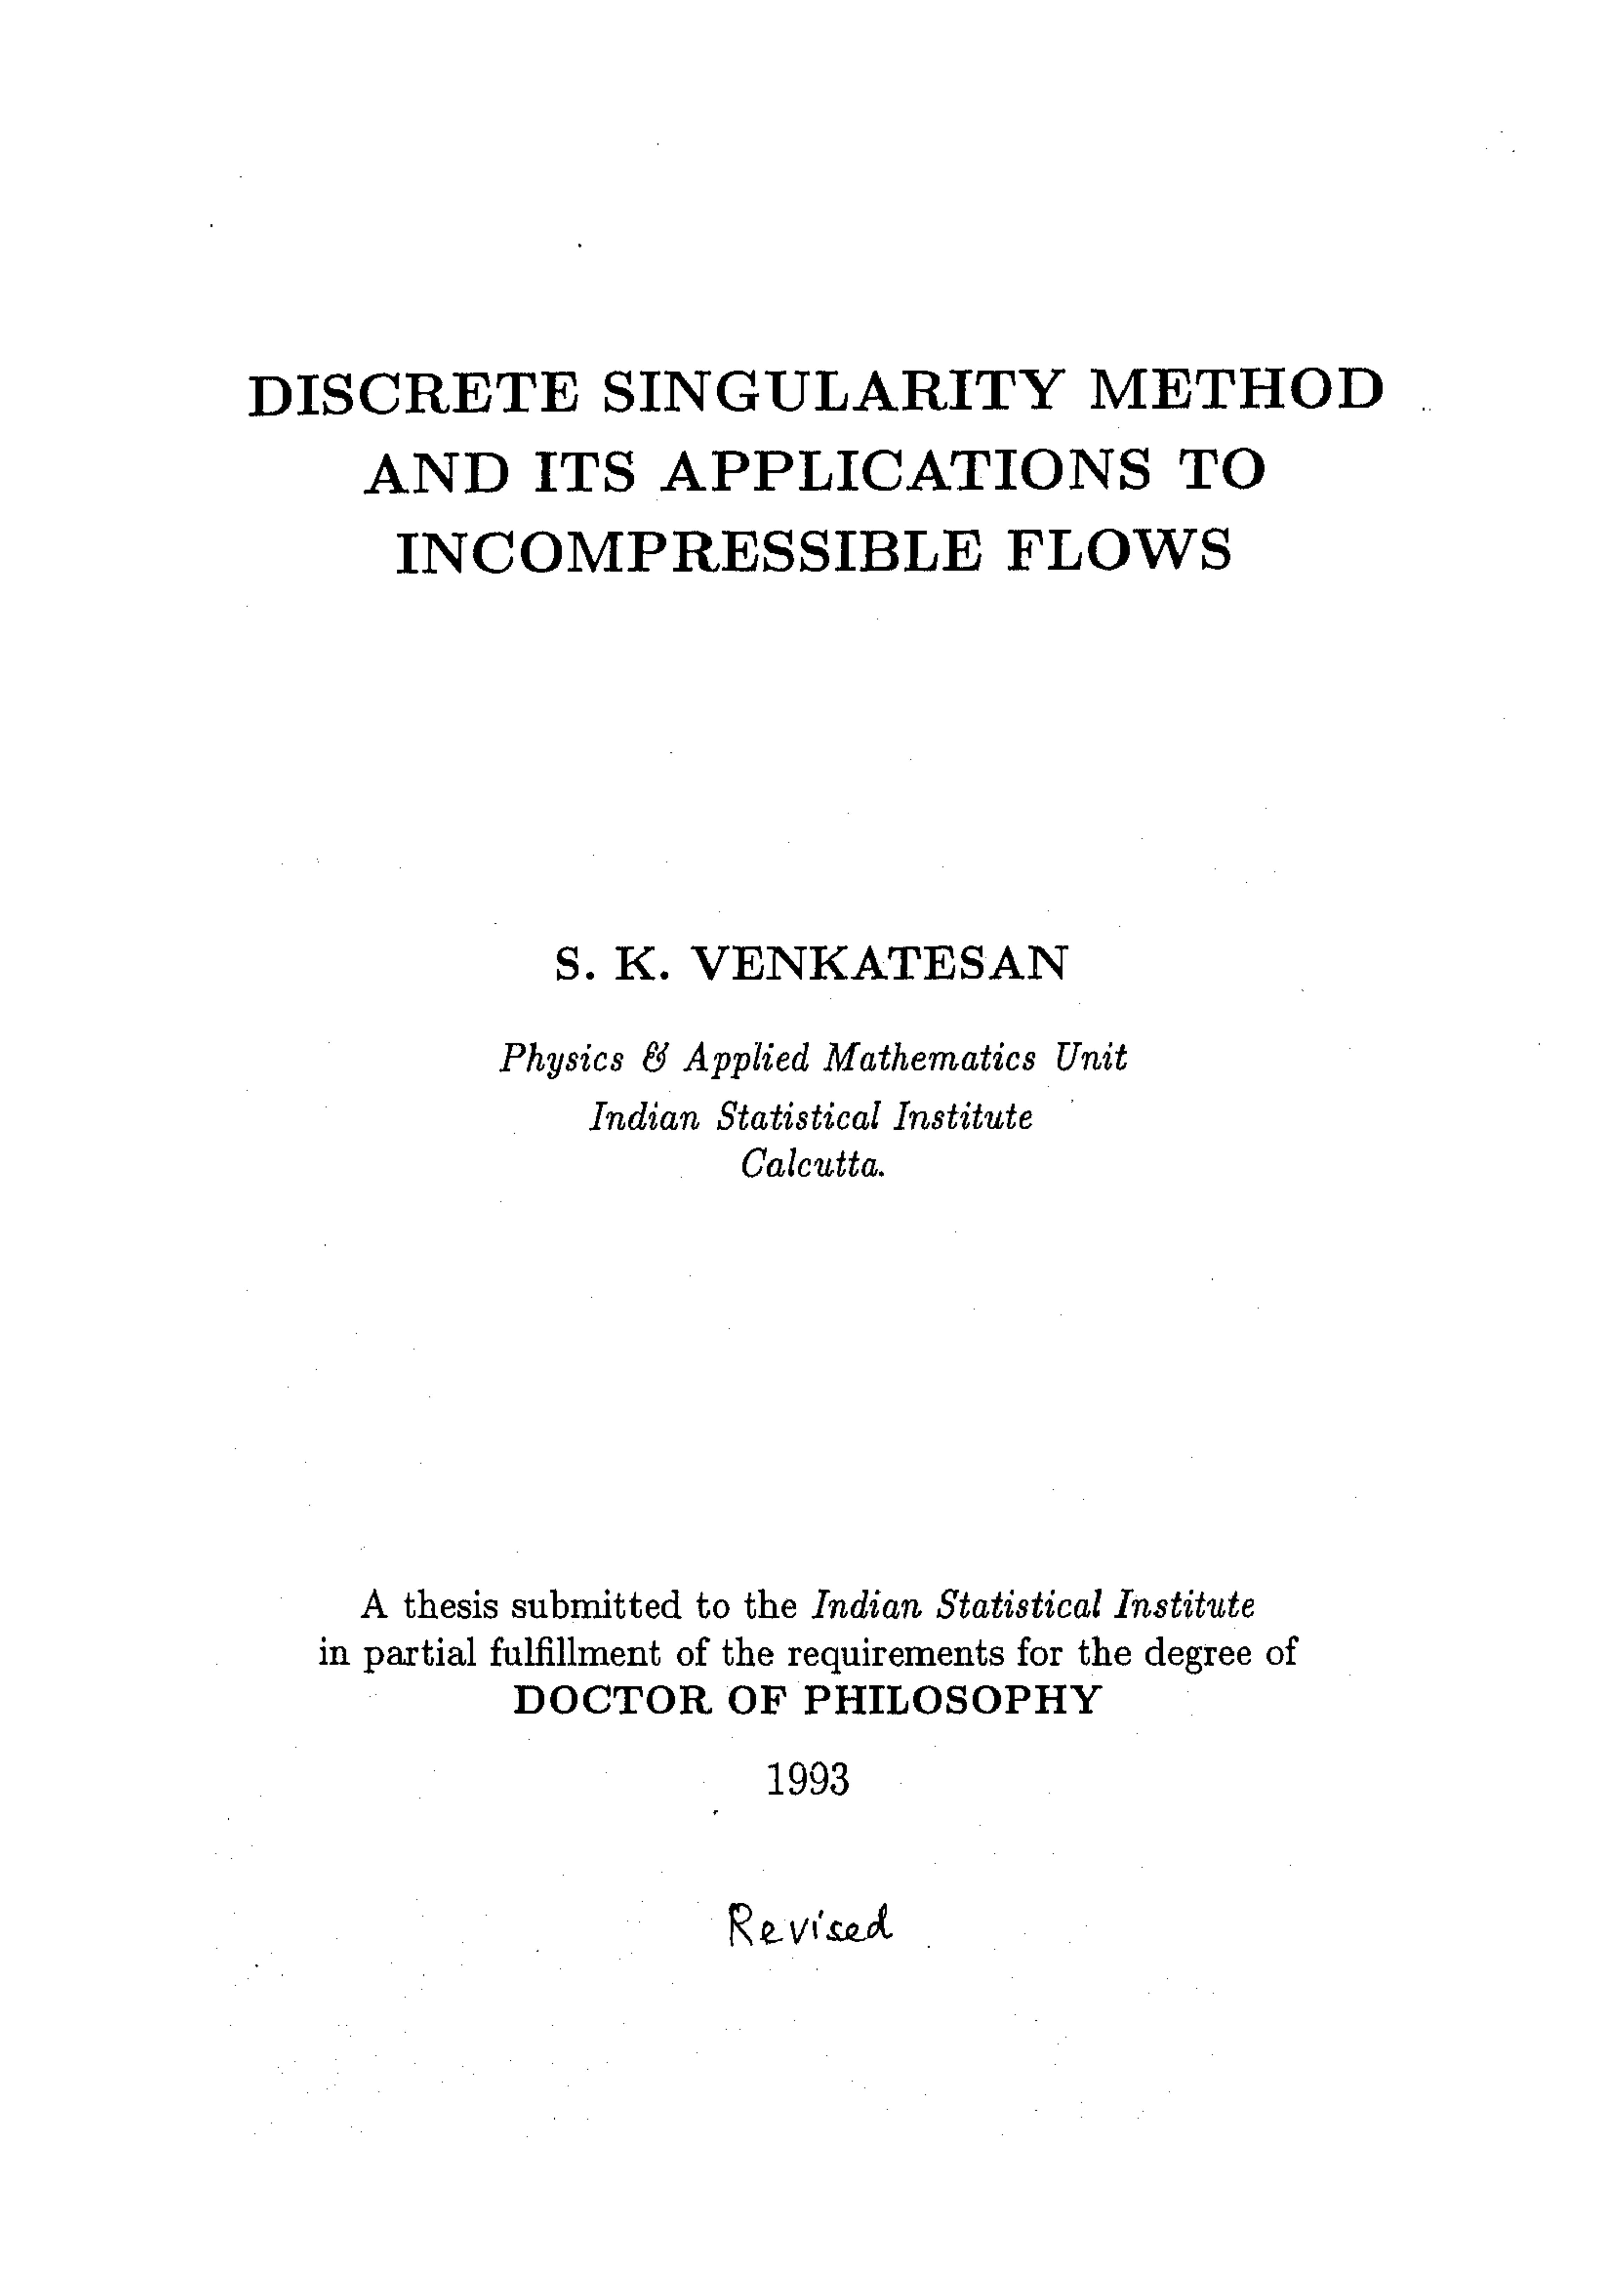 DISCRETE SINGULARITY METHOD
AND ITS APPLICATIONS TO
INCOMPRESSIBLE FLOWS
S. K. VENKATESAN
Physics & Applied Mathematics Unit
Indian Statistical Institute
Calcutta.
A thesis submitted to the Indian Statistical Institute
in partial fulfillment of the requirements for the degree of
DOCTOR OF PHILOSOPHY
1993
Revised